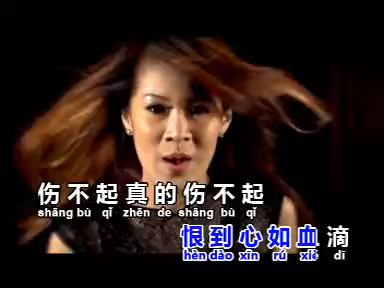 伤不起真的伤不起
shāng bù qǐ zhēn de shāng bù qǐ
恨到心如血滴
hèn dào xīn rú xiě dī